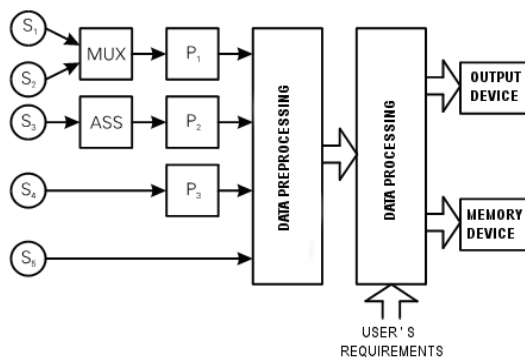 S₁
S₂
MUX
P₁
S₃
ASS
P₂
S₄
P₃
S₅
DATA PREPROCESSING
DATA PROCESSING
OUTPUT
DEVICE
MEMORY
DEVICE
USER'S
REQUIREMENTS